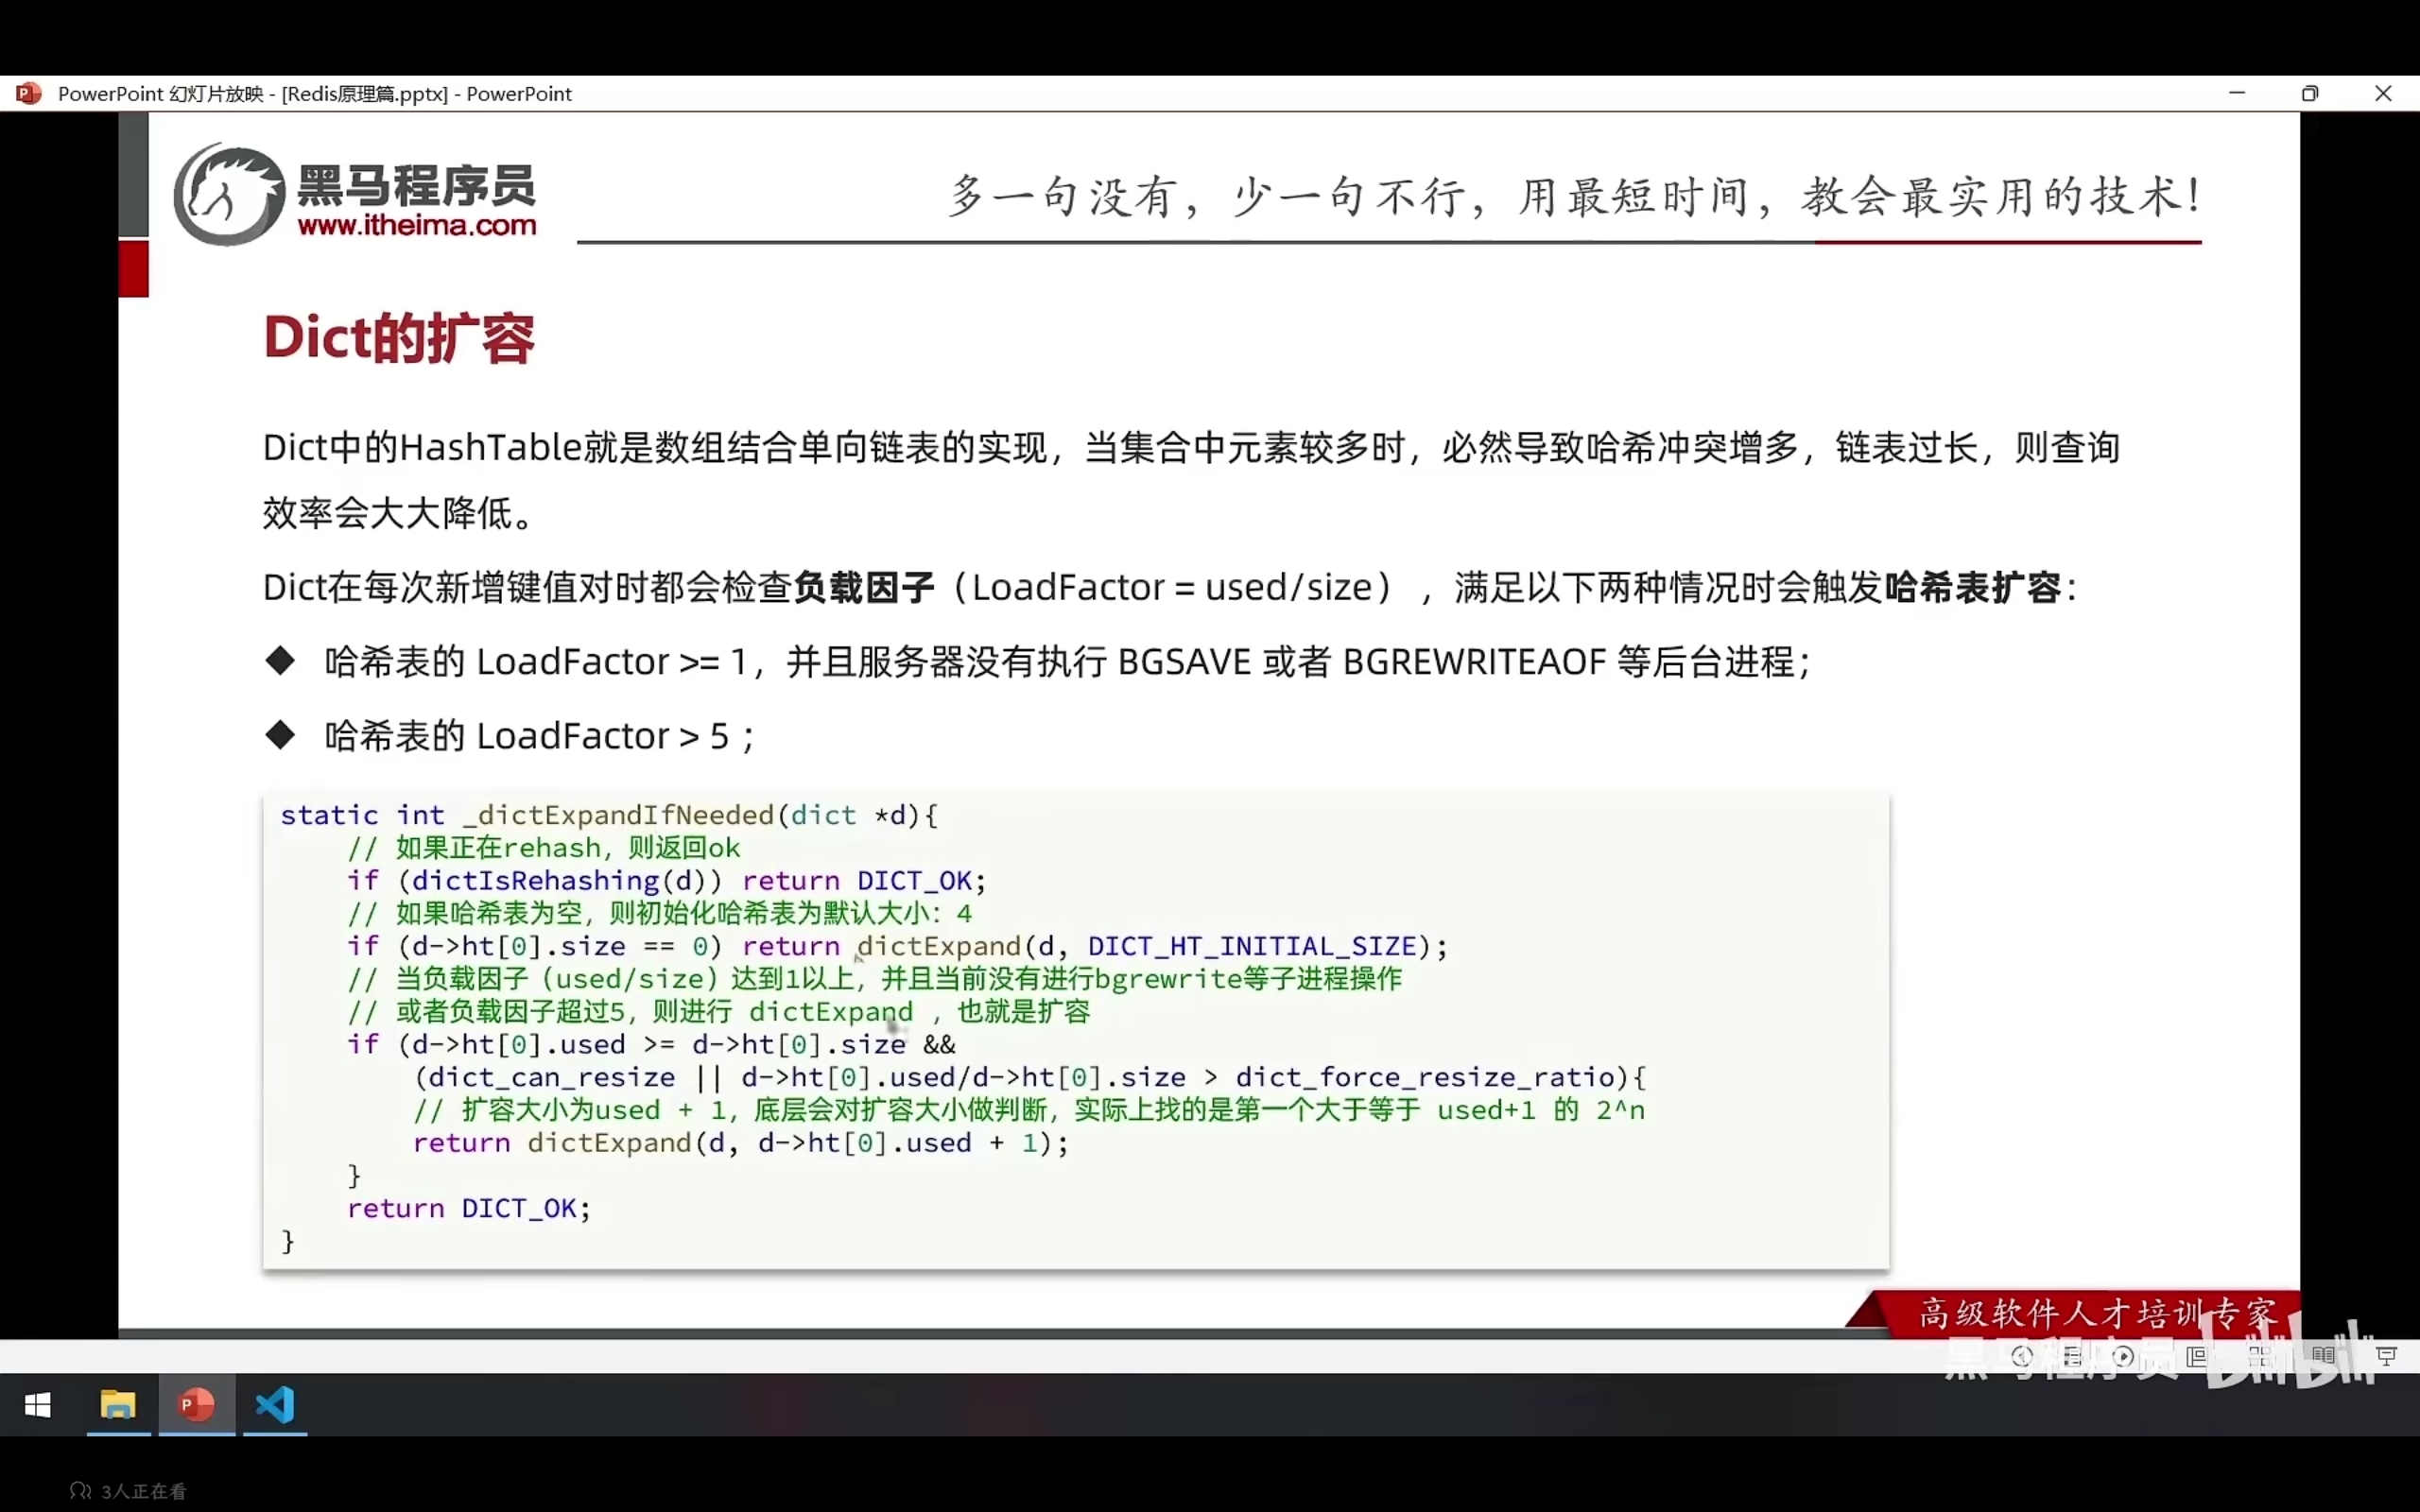 PowerPoint 幻灯片放映 - [Redis原理篇.pptx] - PowerPoint
黑马程序员
www.itheima.com
多一句没有，少一句不行，用最短时间，教会最实用的技术！
Dict的扩容
Dict中的HashTable就是数组结合单向链表的实现，当集合中元素较多时，必然导致哈希冲突增多，链表过长，则查询
效率会大大降低。
Dict在每次新增键值对时都会检查负载因子（LoadFactor = used/size），满足以下两种情况时会触发哈希表扩容：
◆ 哈希表的 LoadFactor >= 1，并且服务器没有执行 BGSAVE 或者 BGREWRITEAOF 等后台进程；
◆ 哈希表的 LoadFactor > 5 ；
static int _dictExpandIfNeeded(dict *d){
    // 如果正在rehash，则返回ok
    if (dictIsRehashing(d)) return DICT_OK;
    // 如果哈希表为空，则初始化哈希表为默认大小：4
    if (d->ht[0].size == 0) return dictExpand(d, DICT_HT_INITIAL_SIZE);
    // 当负载因子（used/size）达到1以上，并且当前没有进行bgrewrite等子进程操作
    // 或者负载因子超过5，则进行 dictExpand ，也就是扩容
    if (d->ht[0].used >= d->ht[0].size &&
        (dict_can_resize || d->ht[0].used/d->ht[0].size > dict_force_resize_ratio){
        // 扩容大小为used + 1，底层会对扩容大小做判断，实际上找的是第一个大于等于 used+1 的 2^n
        return dictExpand(d, d->ht[0].used + 1);
    }
    return DICT_OK;
}
高级软件人才培训专家
黑马程序员 bilibili
3人正在看